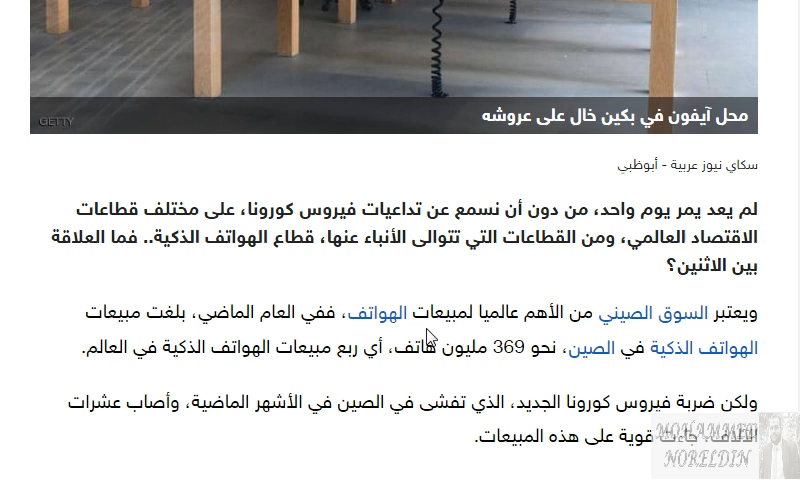 GETTY
محل آيفون في بكين خال على عروشه
سكاي نيوز عربية - أبوظبي
لم يعد يمر يوم واحد، من دون أن نسمع عن تداعيات فيروس كورونا، على مختلف قطاعات
الاقتصاد العالمي، ومن القطاعات التي تتوالى الأنباء عنها، قطاع الهواتف الذكية.. فما العلاقة
بين الاثنين؟
ويعتبر السوق الصيني من الأهم عالميا لمبيعات الهواتف، ففي العام الماضي، بلغت مبيعات
الهواتف الذكية في الصين، نحو 369 مليون هاتف، أي ربع مبيعات الهواتف الذكية في العالم.
ولكن ضربة فيروس كورونا الجديد، الذي تفشى في الصين في الأشهر الماضية، وأصاب عشرات
الآلاف، جاءت قوية على هذه المبيعات.
MOHAMMED
NORELDIN